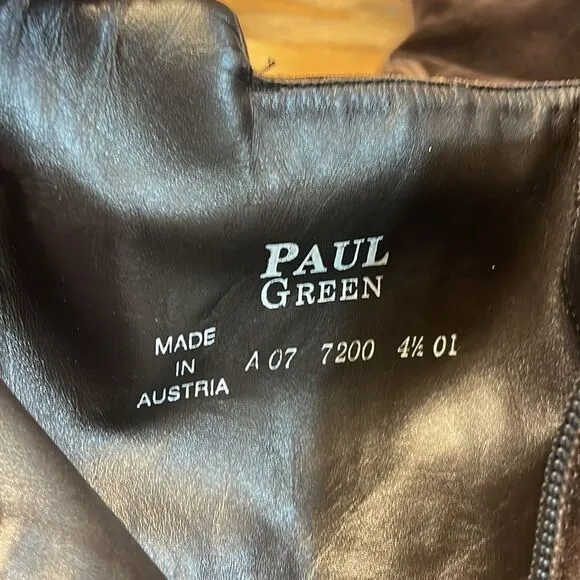 PAUL
GREEN
MADE
IN
AUSTRIA
A 07 7200 4½ 01